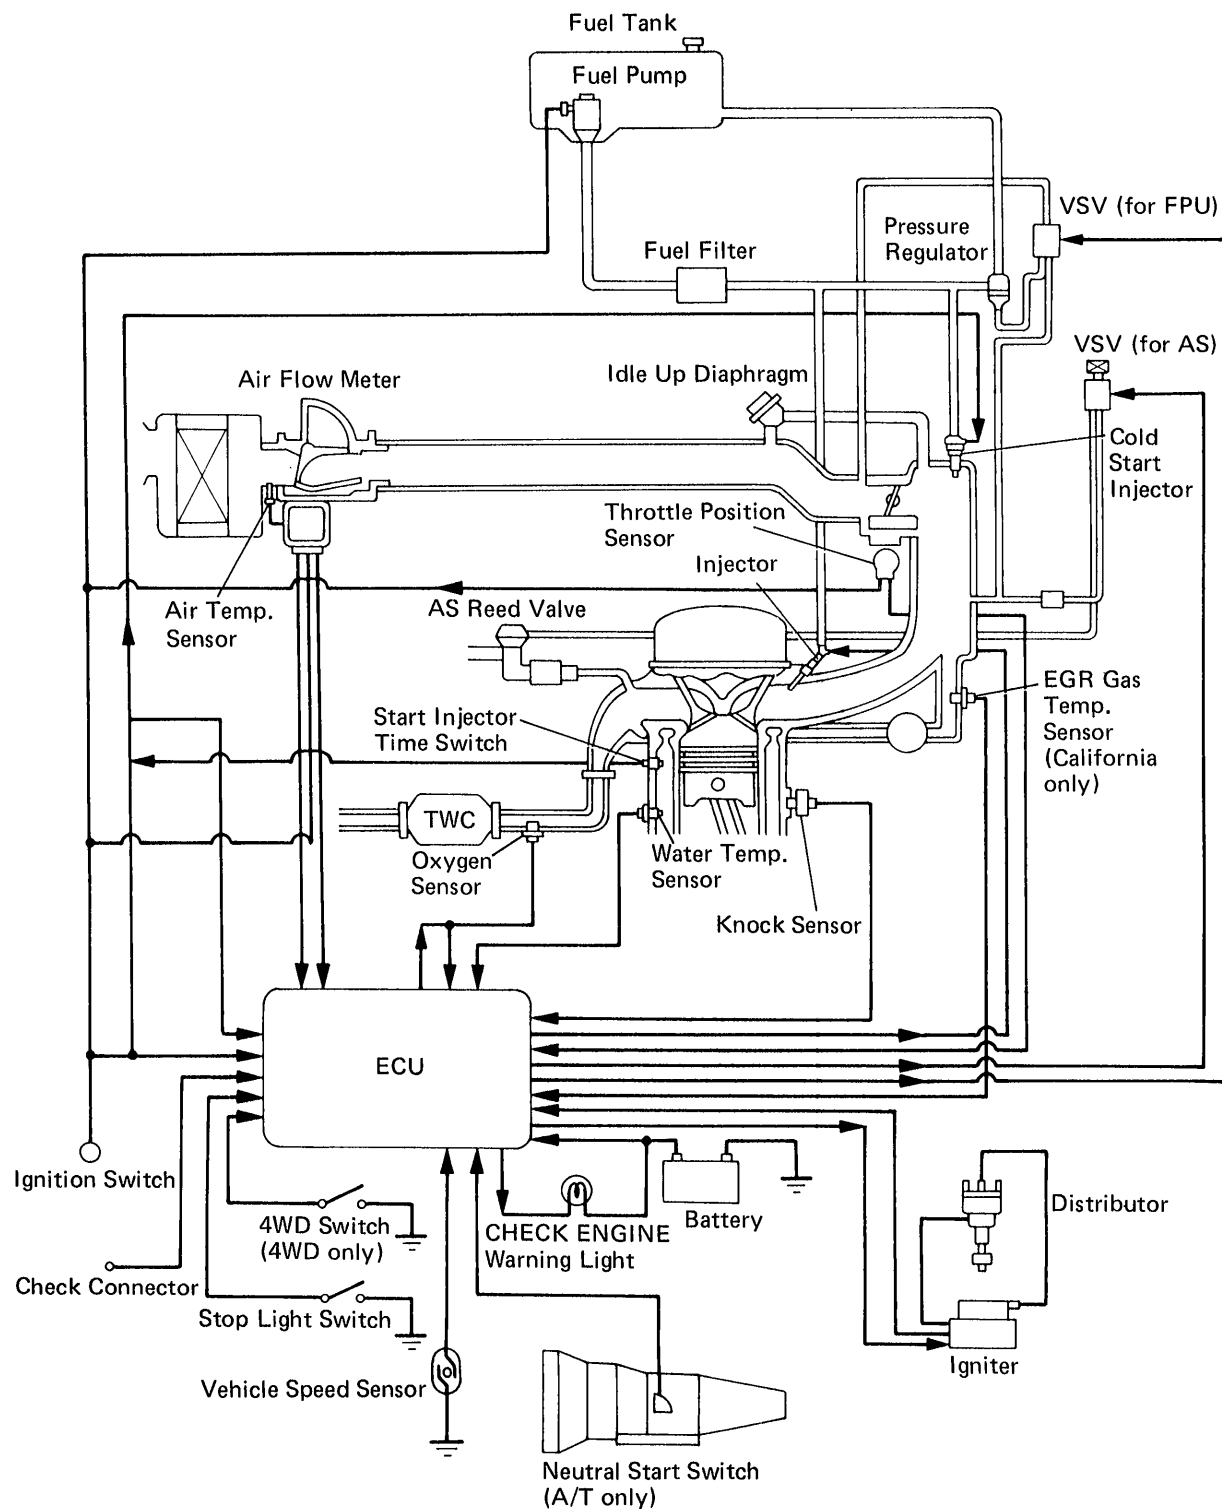 Fuel Tank
Fuel Pump
VSV (for FPU)
Pressure
Regulator
Fuel Filter
VSV (for AS)
Air Flow Meter
Idle Up Diaphragm
Cold
Start
Injector
Throttle Position
Sensor
Injector
Air Temp.
Sensor
AS Reed Valve
EGR Gas
Temp.
Sensor
(California
only)
Start Injector
Time Switch
TWC
Oxygen
Sensor
Water Temp.
Sensor
Knock Sensor
ECU
Ignition Switch
4WD Switch
(4WD only)
CHECK ENGINE
Warning Light
Battery
Distributor
Check Connector
Stop Light Switch
Igniter
Vehicle Speed Sensor
Neutral Start Switch
(A/T only)